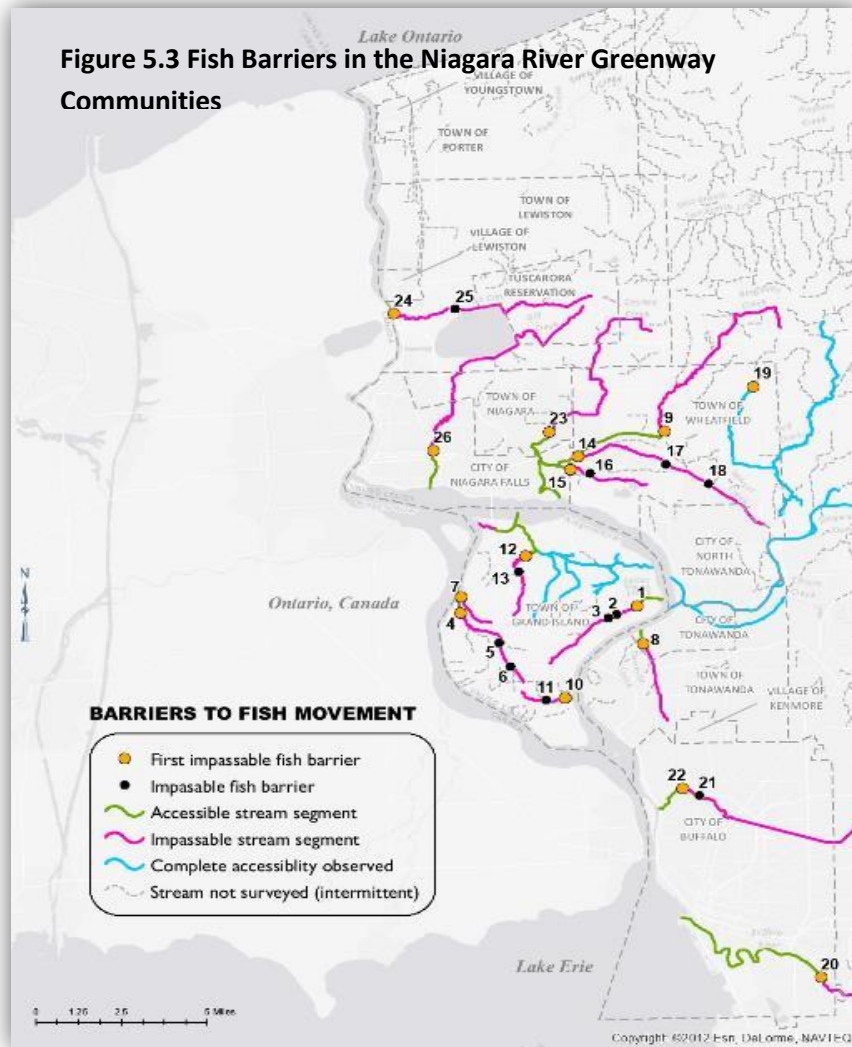 Lake Ontario
Figure 5.3 Fish Barriers in the Niagara River Greenway
Communities
VILLAGE OF
YOUNGSTOWN
TOWN OF
PORTER
TOWN OF
LEWISTON
VILLAGE OF
LEWISTON
TUSCARORA
RESERVATION
24
25
19
TOWN OF
NIAGARA
TOWN OF
WHEATFIELD
23
9
26
14
17
CITY OF
NIAGARA FALLS
15
16
18
CITY OF
NORTH
TONAWANDA
12
13
N
Ontario, Canada
7
4
TOWN OF
GRAND ISLAND
3
2
1
CITY OF
TONAWANDA
8
5
6
TOWN OF
TONAWANDA
11
10
VILLAGE OF
KENMORE
BARRIERS TO FISH MOVEMENT
First impassable fish barrier
Impasable fish barrier
Accessible stream segment
Impassable stream segment
Complete accessiblity observed
Stream not surveyed (intermittent)
22
21
CITY OF
BUFFALO
Lake Erie
20
0 1.25 2.5 5 Miles
Copyright: ©2012 Esri, DeLorme, NAVTEQ